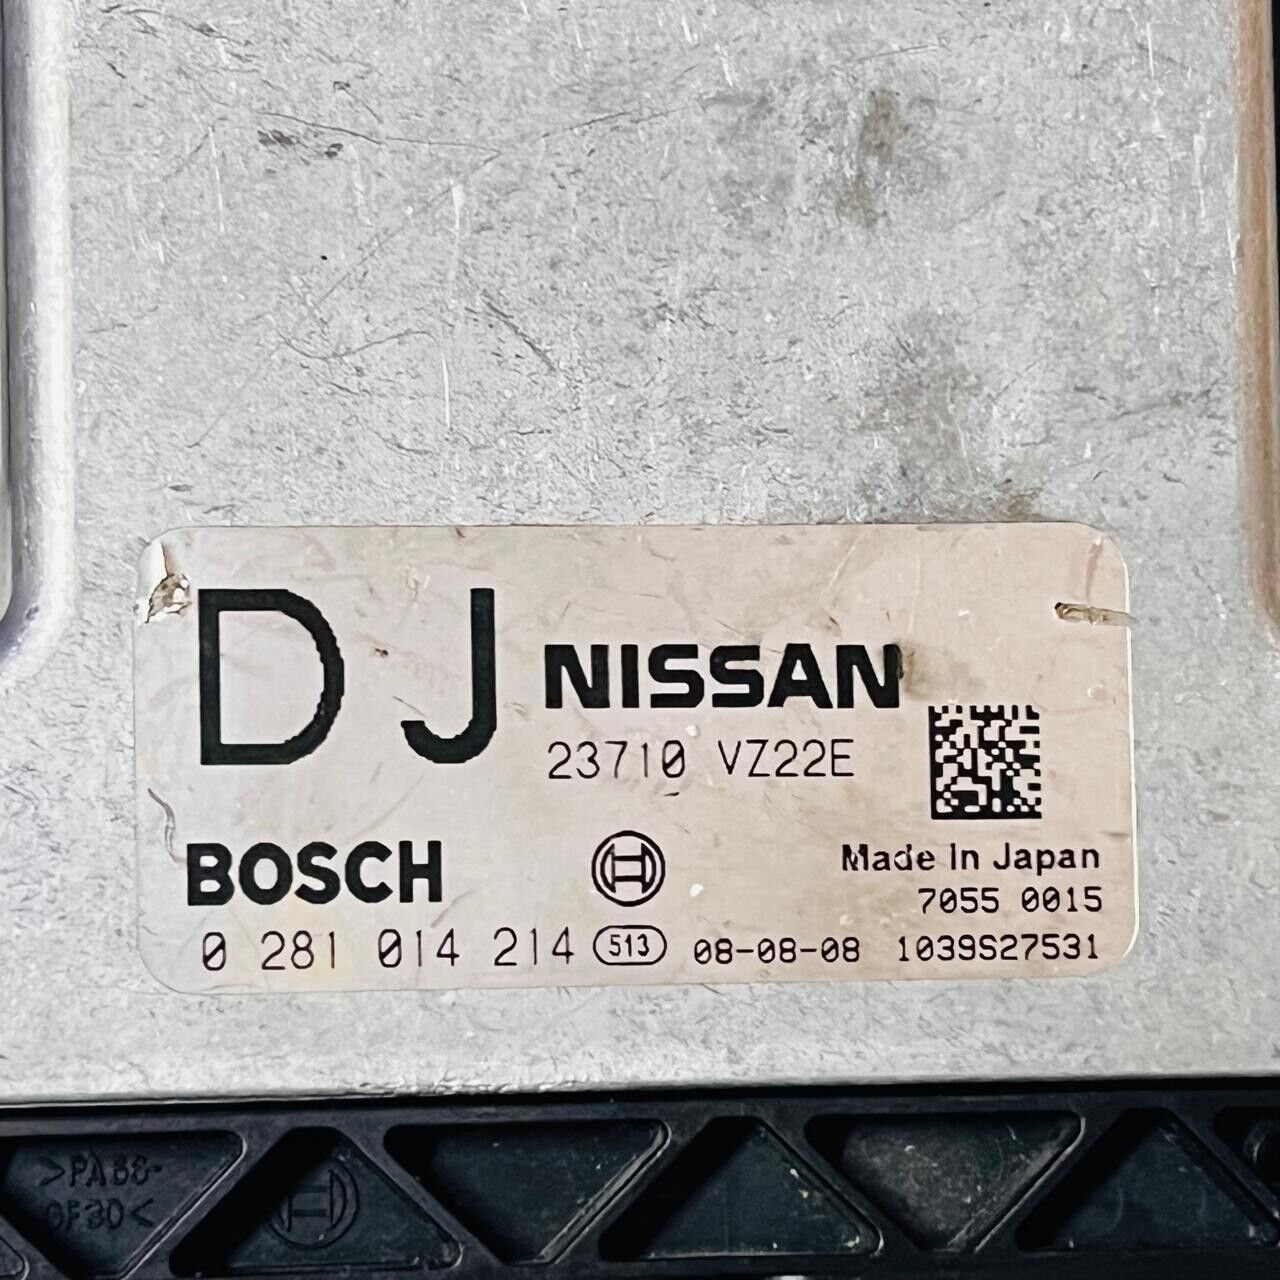 DJ NISSAN
23710 VZ22E
BOSCH
Made In Japan
7055 0015
0 281 014 214 513 08-08-08 1039S27531
>PA66-
GF30<